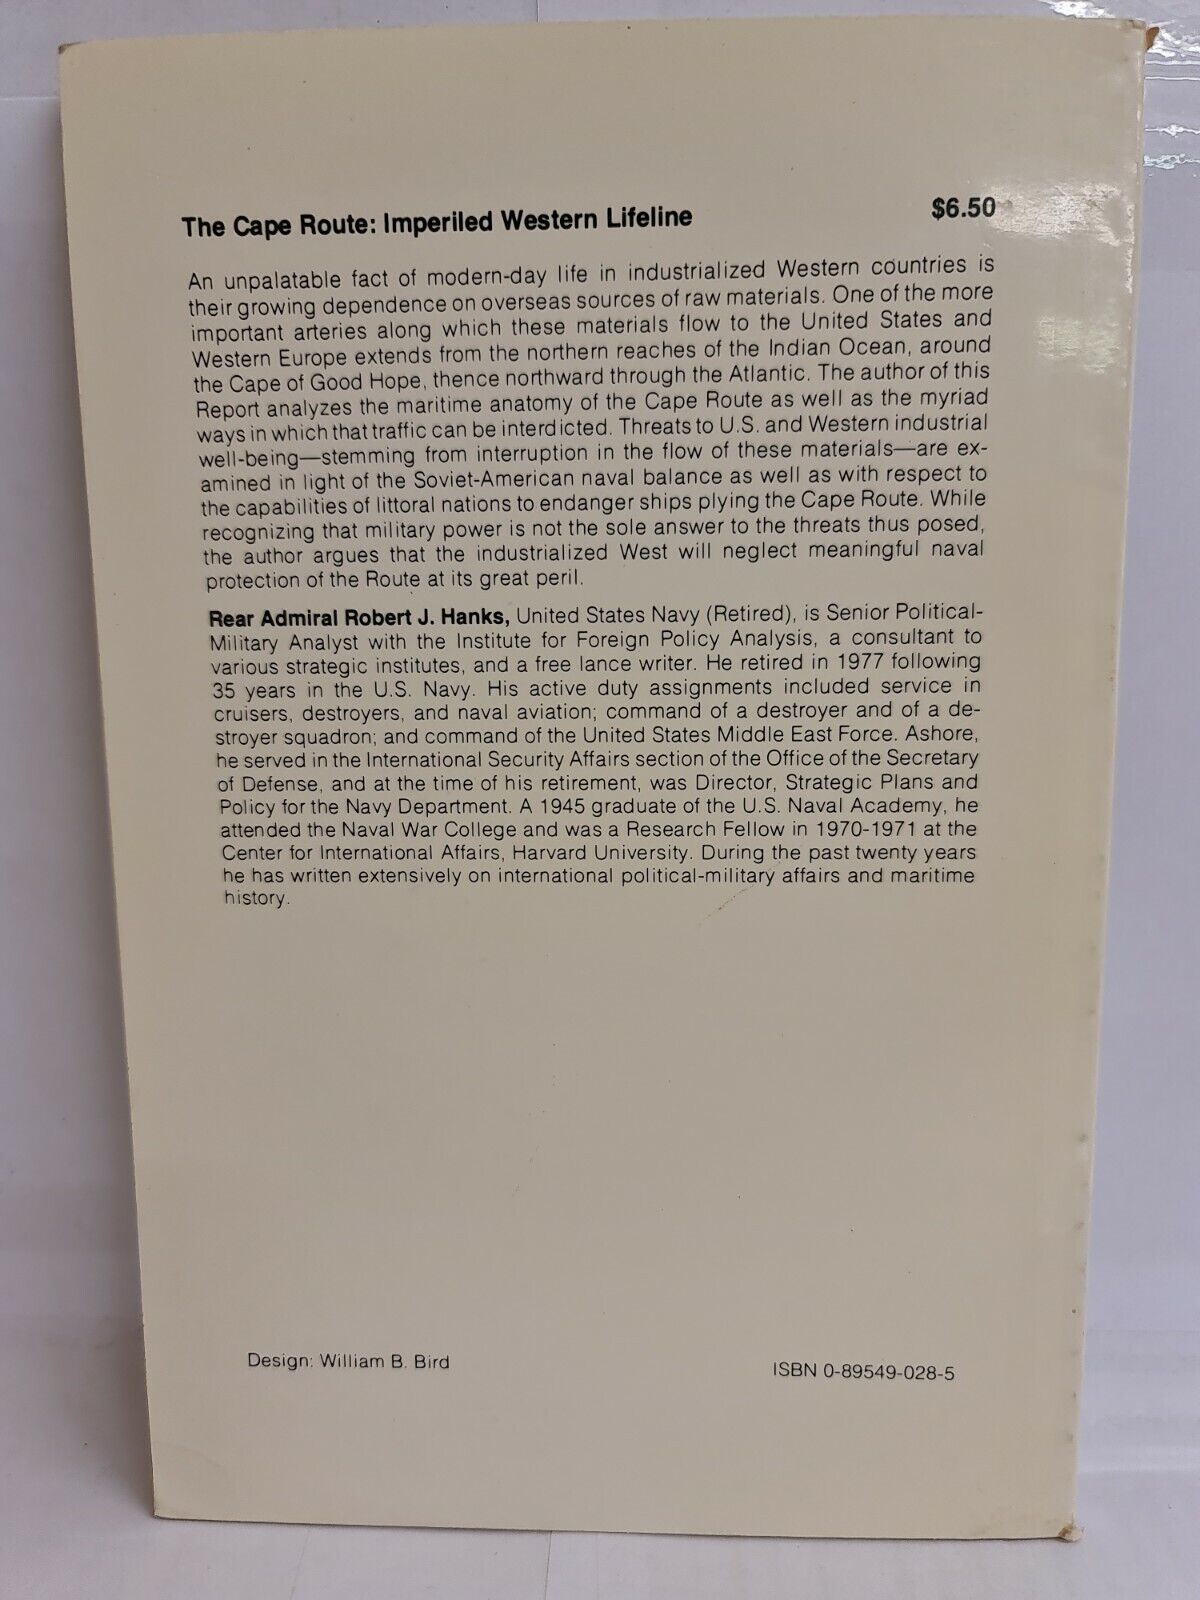 The Cape Route: Imperiled Western Lifeline $6.50
An unpalatable fact of modern-day life in industrialized Western countries is
their growing dependence on overseas sources of raw materials. One of the more
important arteries along which these materials flow to the United States and
Western Europe extends from the northern reaches of the Indian Ocean, around
the Cape of Good Hope, thence northward through the Atlantic. The author of this
Report analyzes the maritime anatomy of the Cape Route as well as the myriad
ways in which that traffic can be interdicted. Threats to U.S. and Western industrial
well-being—stemming from interruption in the flow of these materials—are ex-
amined in light of the Soviet-American naval balance as well as with respect to
the capabilities of littoral nations to endanger ships plying the Cape Route. While
recognizing that military power is not the sole answer to the threats thus posed,
the author argues that the industrialized West will neglect meaningful naval
protection of the Route at its great peril.
Rear Admiral Robert J. Hanks, United States Navy (Retired), is Senior Political-
Military Analyst with the Institute for Foreign Policy Analysis, a consultant to
various strategic institutes, and a free lance writer. He retired in 1977 following
35 years in the U.S. Navy. His active duty assignments included service in
cruisers, destroyers, and naval aviation; command of a destroyer and of a de-
stroyer squadron; and command of the United States Middle East Force. Ashore,
he served in the International Security Affairs section of the Office of the Secretary
of Defense, and at the time of his retirement, was Director, Strategic Plans and
Policy for the Navy Department. A 1945 graduate of the U.S. Naval Academy, he
attended the Naval War College and was a Research Fellow in 1970-1971 at the
Center for International Affairs, Harvard University. During the past twenty years
he has written extensively on international political-military affairs and maritime
history.
Design: William B. Bird
ISBN 0-89549-028-5